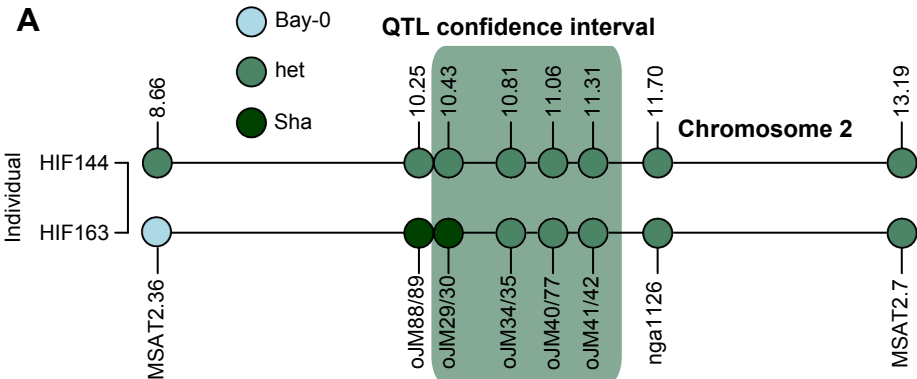 A
Bay-0
het
Sha
QTL confidence interval
8.66
10.25
10.43
10.81
11.06
11.31
11.70
13.19
Chromosome 2
Individual
HIF144
HIF163
MSAT2.36
oJM88/89
oJM29/30
oJM34/35
oJM40/77
oJM41/42
nga1126
MSAT2.7